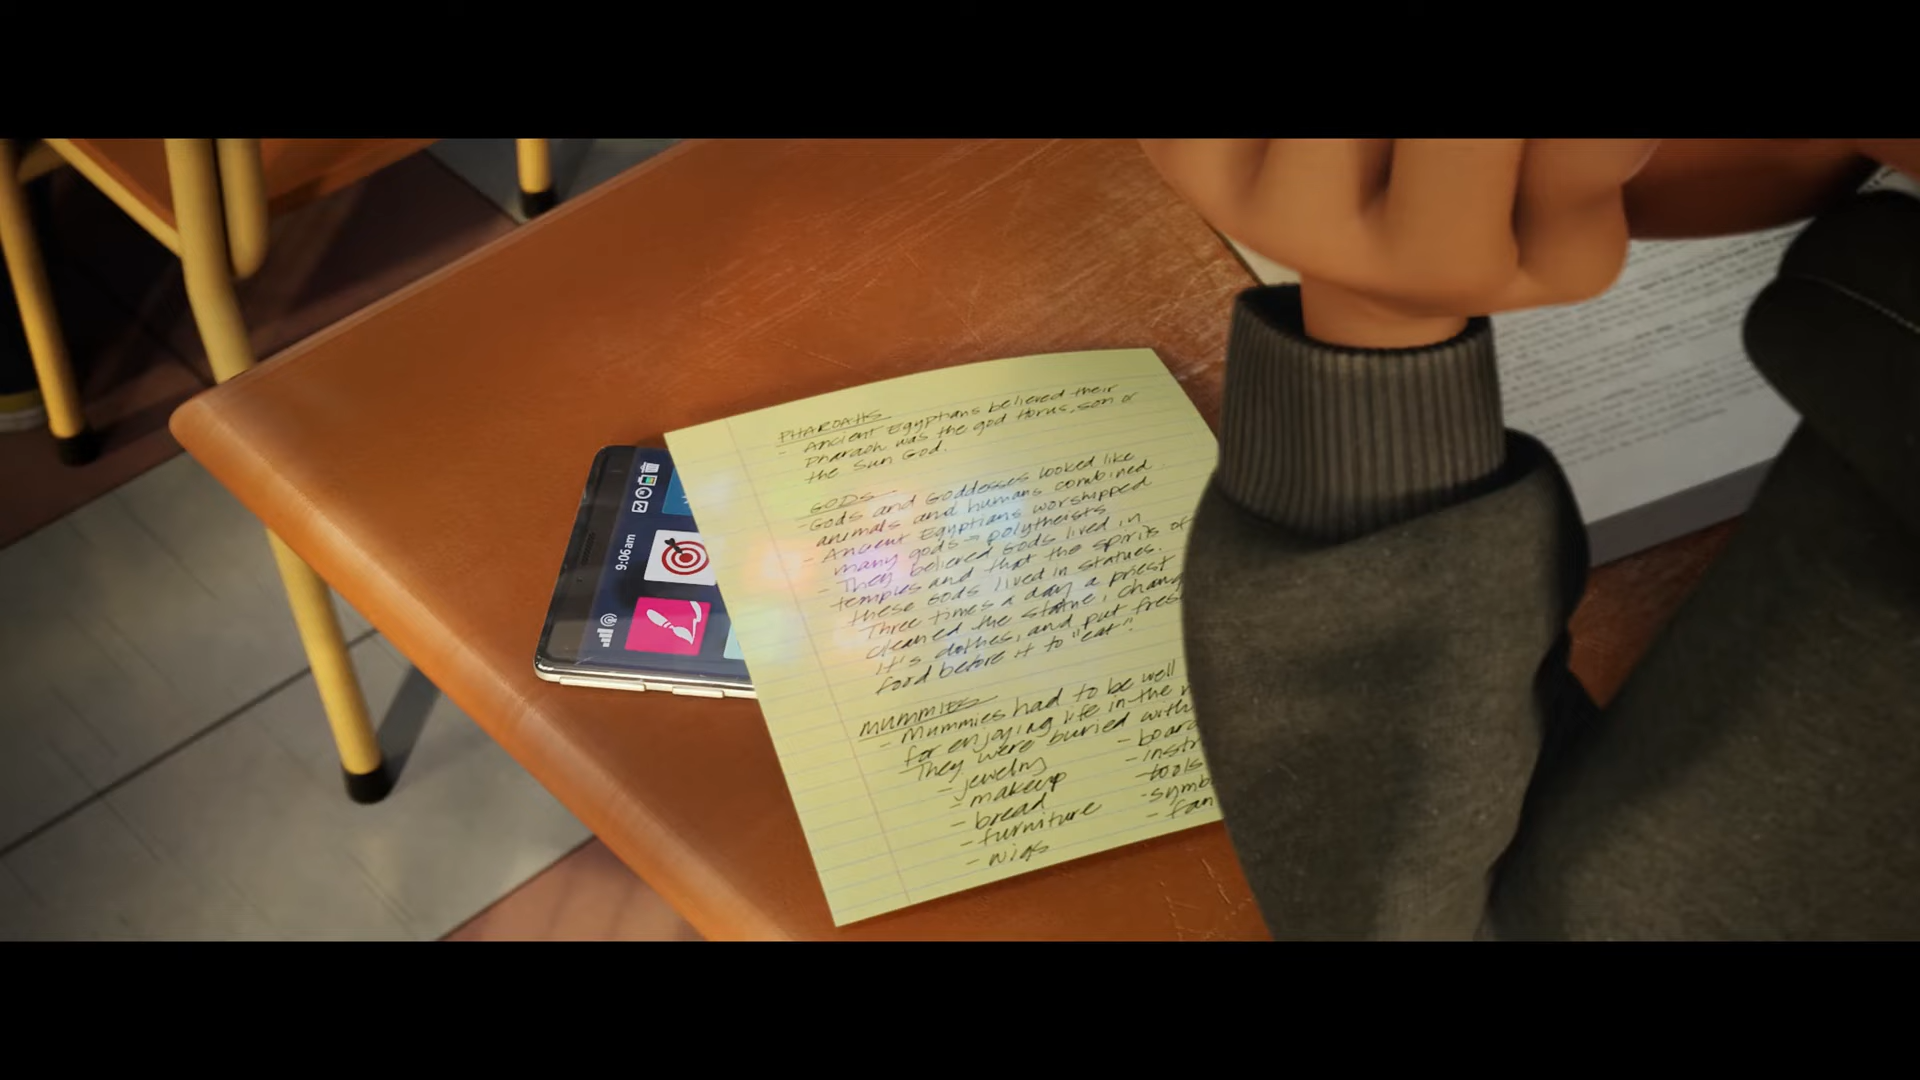 9:06am
PHAROAHS
- Ancient Egyptians believed their
pharaoh was the god Horus, son of
the Sun God.
GODS
- Gods and Goddesses looked like
animals and humans combined.
- Ancient Egyptians worshipped
many gods = polytheists
- They believed Gods lived in
temples and that the spirits of
these Gods lived in statues.
Three times a day a priest
cleaned the statue, chang
it's clothes, and put fres
food before it to "eat".
MUMMIES
- Mummies had to be well
for enjoying life in the
They were buried with
- jewelry
- makeup
- bread
- furniture
- wigs
- board
- instr
- tools
- symb
- fan